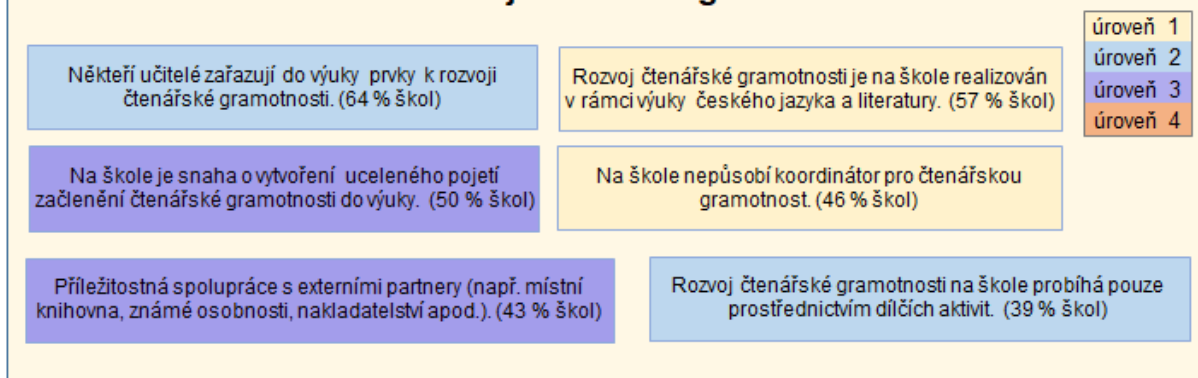 úroveň 1
úroveň 2
úroveň 3
úroveň 4
Někteří učitelé zařazují do výuky prvky k rozvoji
čtenářské gramotnosti. (64 % škol)
Rozvoj čtenářské gramotnosti je na škole realizován
v rámci výuky českého jazyka a literatury. (57 % škol)
Na škole je snaha o vytvoření uceleného pojetí
začlenění čtenářské gramotnosti do výuky. (50 % škol)
Na škole nepůsobí koordinátor pro čtenářskou
gramotnost. (46 % škol)
Příležitostná spolupráce s externími partnery (např. místní
knihovna, známé osobnosti, nakladatelství apod.). (43 % škol)
Rozvoj čtenářské gramotnosti na škole probíhá pouze
prostřednictvím dílčích aktivit. (39 % škol)